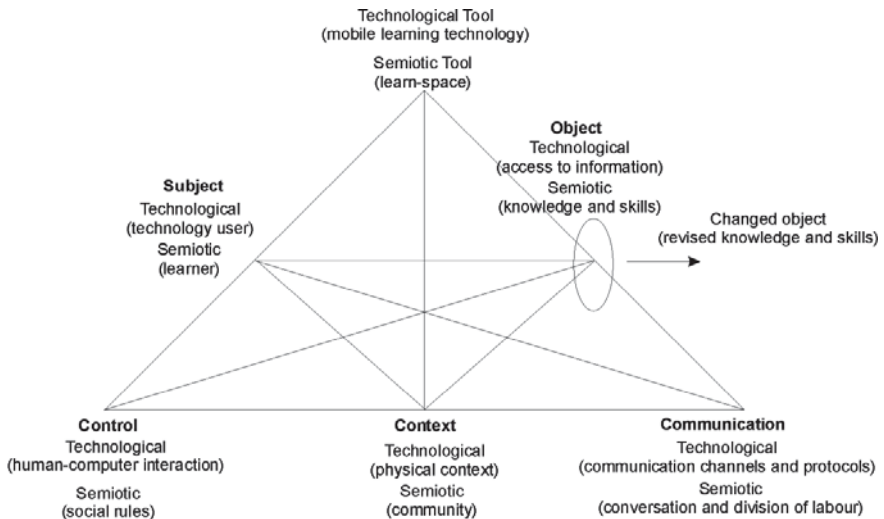 Technological Tool
(mobile learning technology)
Semiotic Tool
(learn-space)
Object
Technological
(access to information)
Semiotic
(knowledge and skills)
Subject
Technological
(technology user)
Semiotic
(learner)
Changed object
(revised knowledge and skills)
Control
Technological
(human-computer interaction)
Semiotic
(social rules)
Context
Technological
(physical context)
Semiotic
(community)
Communication
Technological
(communication channels and protocols)
Semiotic
(conversation and division of labour)